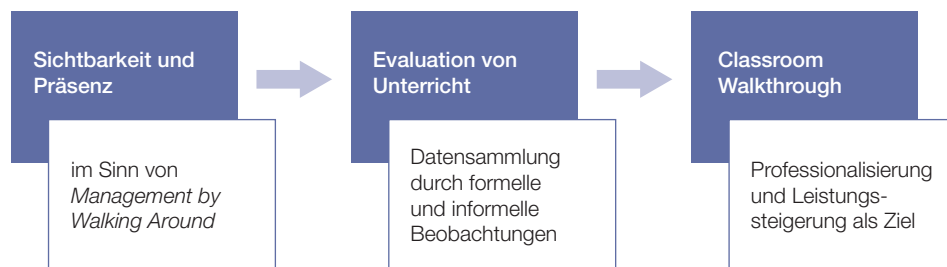 Sichtbarkeit und
Präsenz
im Sinn von
Management by
Walking Around
Evaluation von
Unterricht
Datensammlung
durch formelle
und informelle
Beobachtungen
Classroom
Walkthrough
Professionalisierung
und Leistungs-
steigerung als Ziel